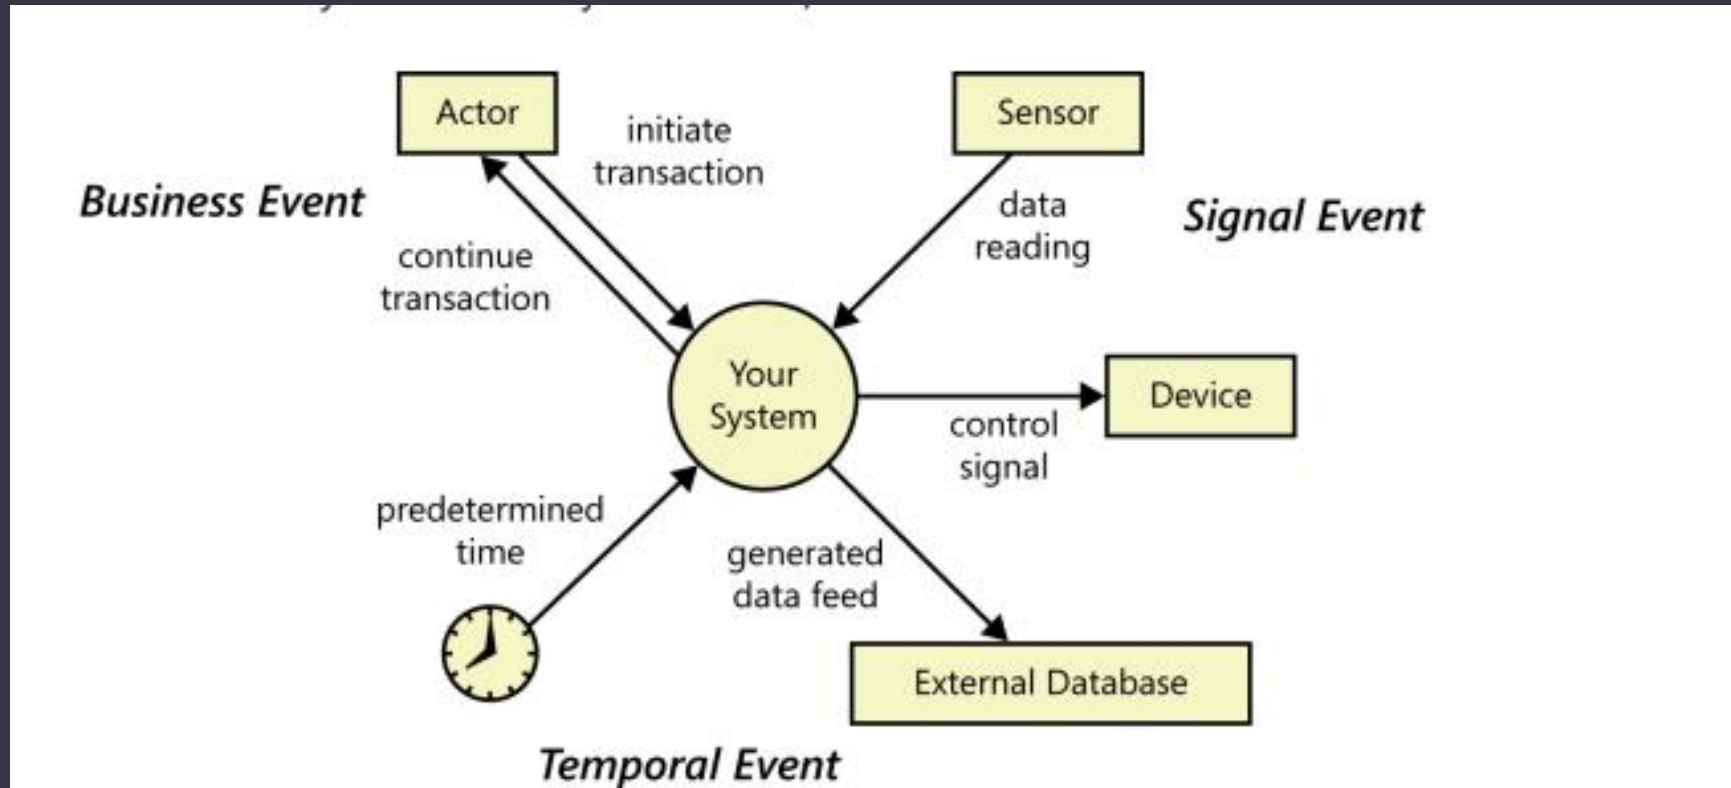 Actor
initiate
transaction
Sensor
Business Event
data
reading
Signal Event
continue
transaction
Your
System
Device
control
signal
predetermined
time
generated
data feed
External Database
Temporal Event